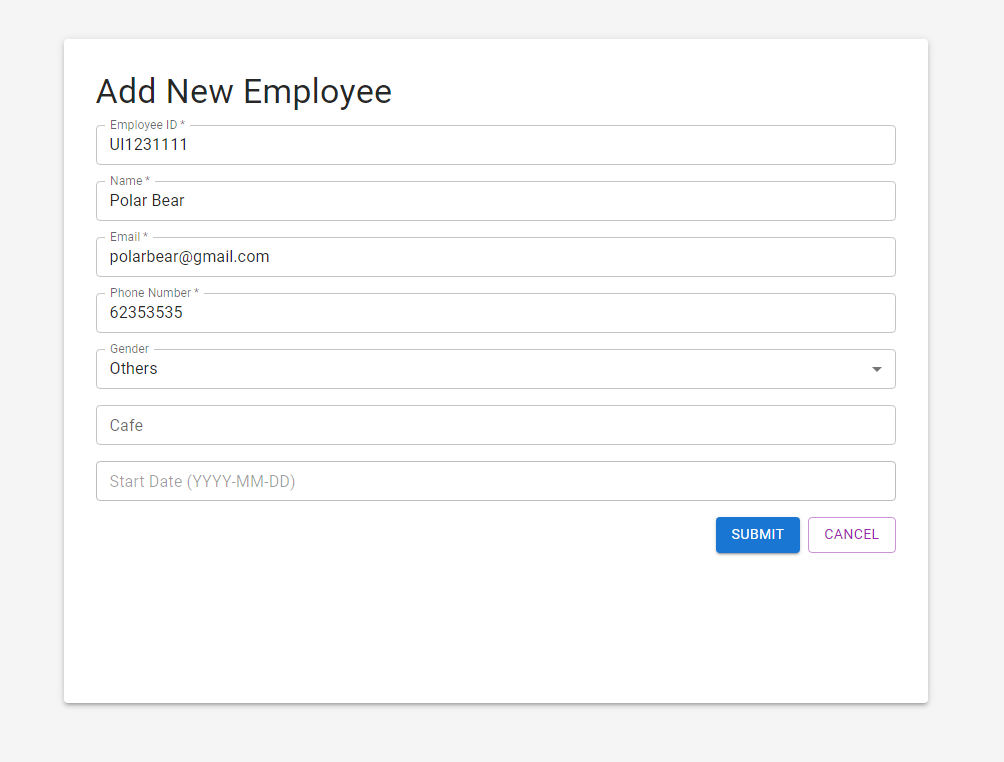 Add New Employee
Employee ID *
UI1231111
Name *
Polar Bear
Email *
polarbear@gmail.com
Phone Number *
62353535
Gender
Others
Cafe
Start Date (YYYY-MM-DD)
SUBMIT CANCEL